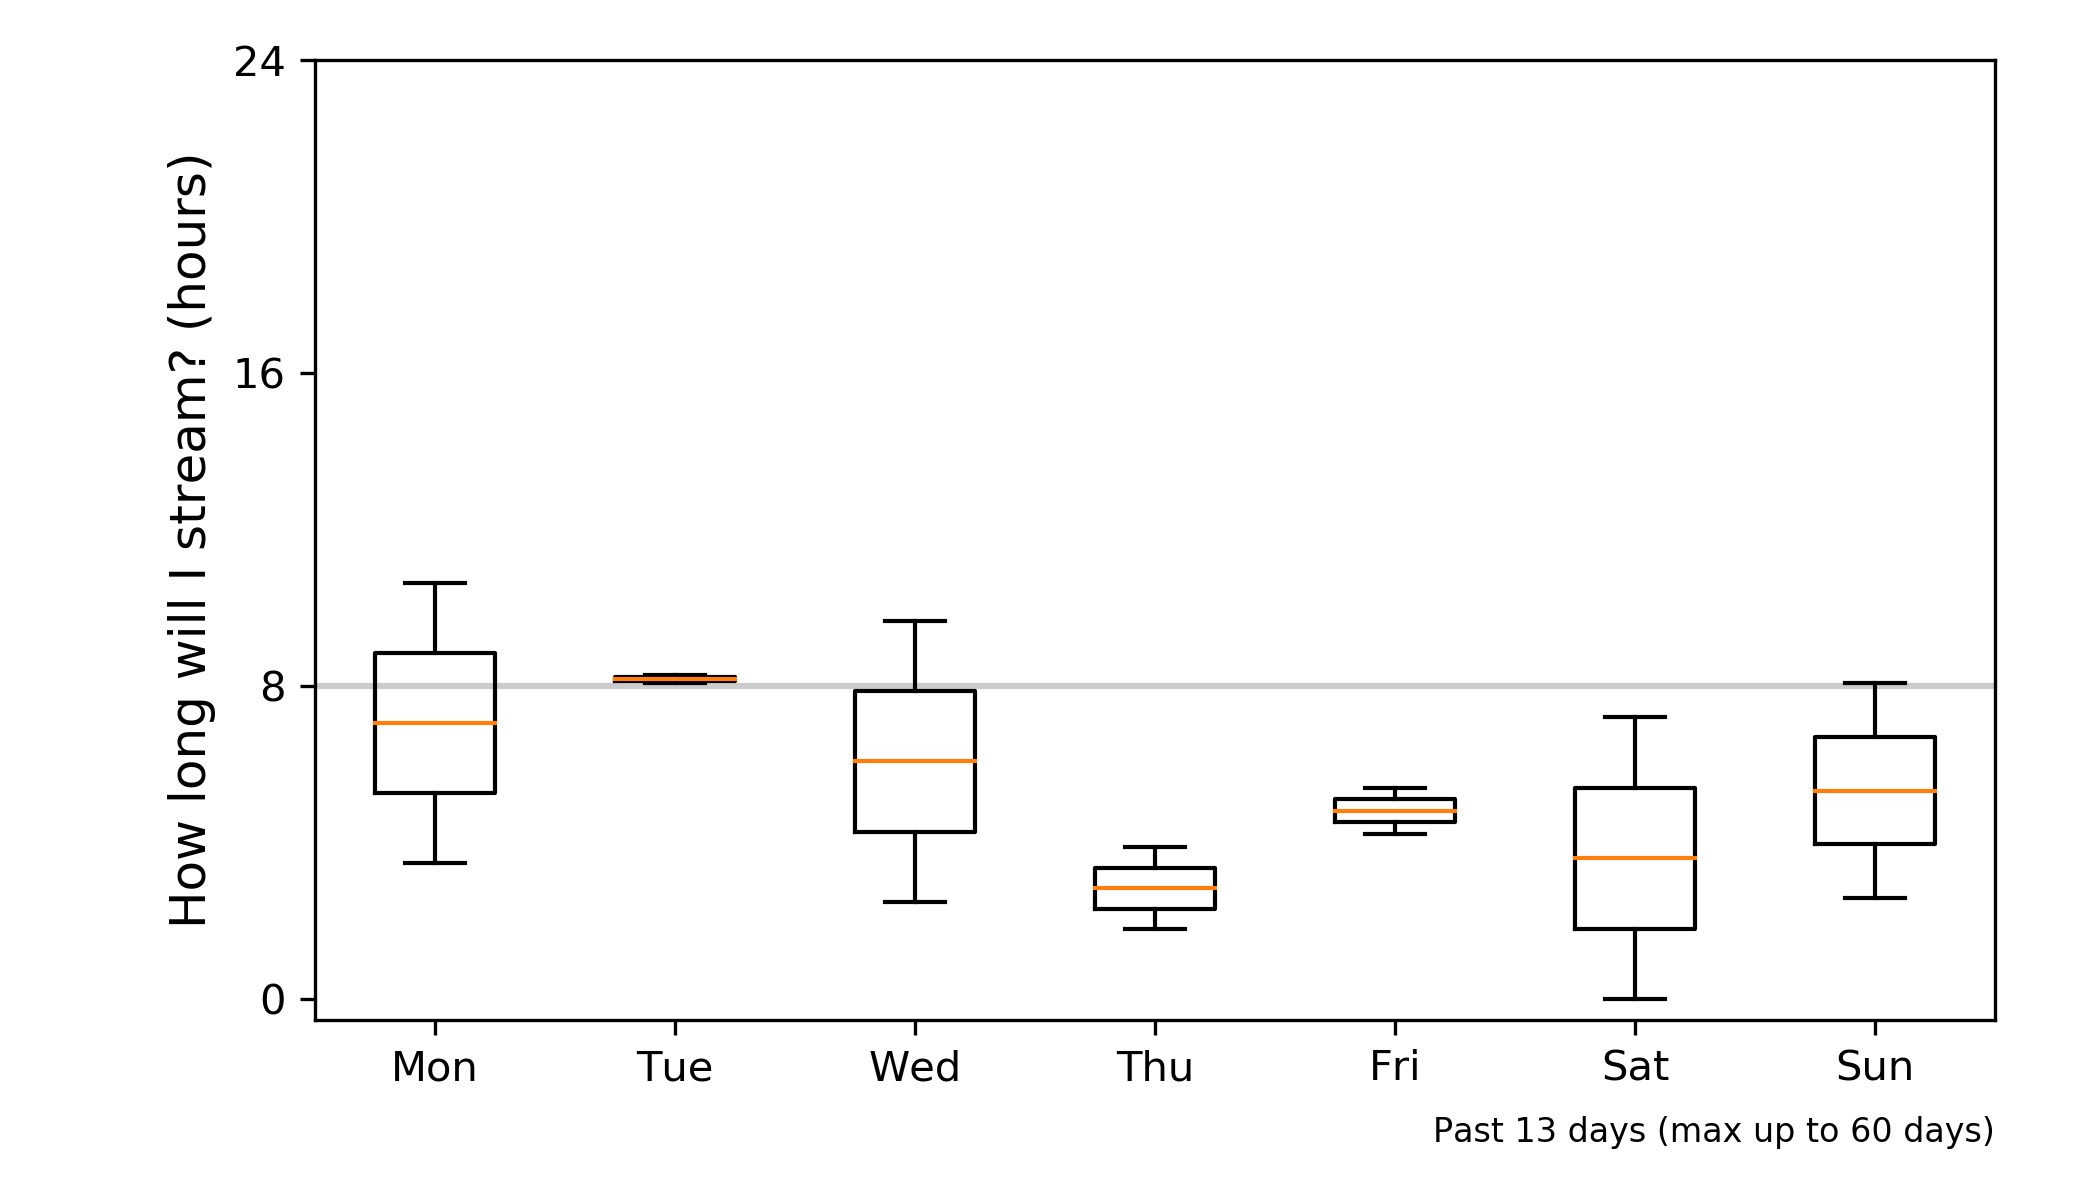 How long will I stream? (hours)
24
16
8
0
Mon Tue Wed Thu Fri Sat Sun
Past 13 days (max up to 60 days)